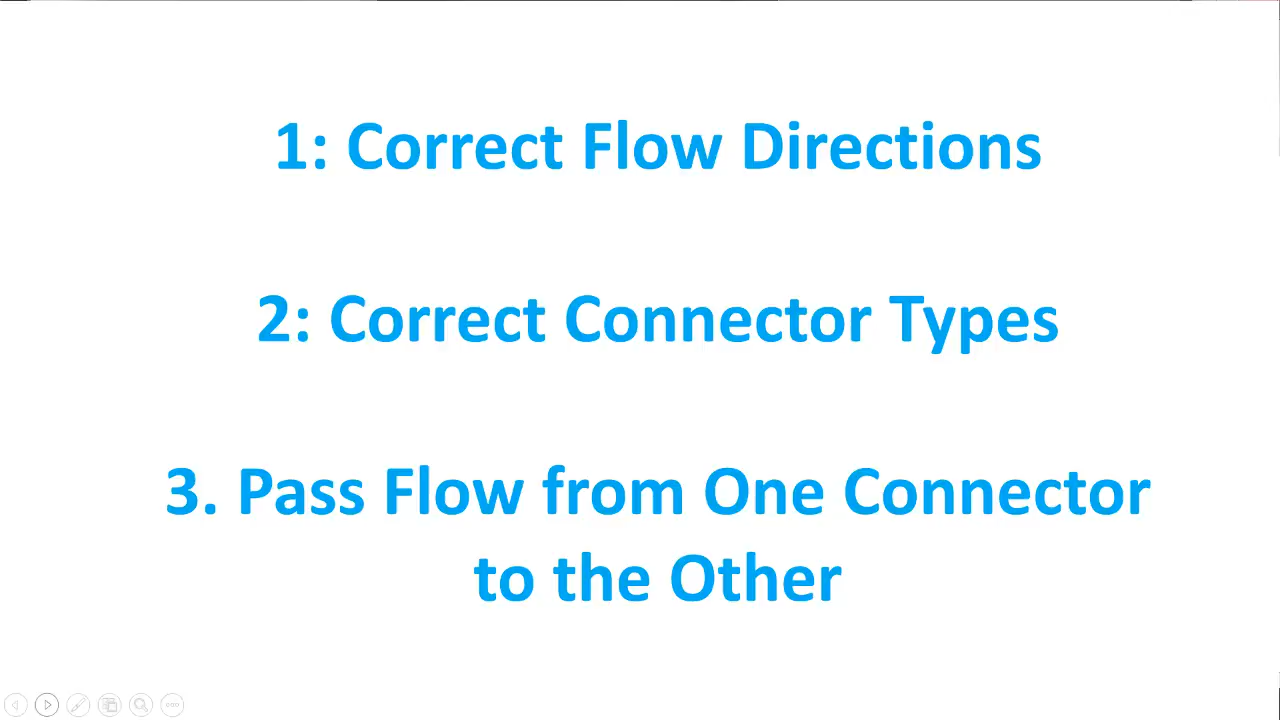 1: Correct Flow Directions
2: Correct Connector Types
3. Pass Flow from One Connector
to the Other